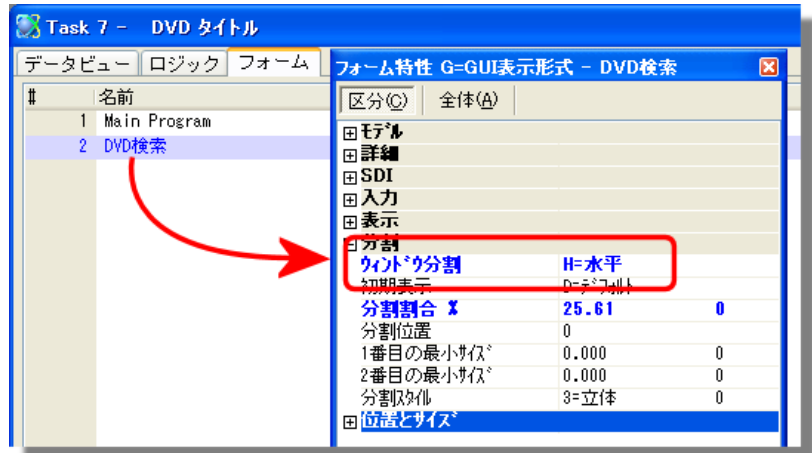 Task 7 - DVD ﾀｲﾄﾙ
データビュー ロジック フォーム
# 名前
1 Main Program
2 DVD検索
フォーム特性 G=GUI表示形式 - DVD検索
区分(C) 全体(A)
ﾓﾃﾞﾙ
詳細
SDI
入力
表示
分割
ｳｨﾝﾄﾞｳ分割 H=水平
初期表示 D=ﾃﾞﾌｫﾙﾄ
分割割合 % 25.61 0
分割位置 0
1番目の最小ｻｲｽﾞ 0.000 0
2番目の最小ｻｲｽﾞ 0.000 0
分割ｽﾀｲﾙ 3=立体 0
位置とｻｲｽﾞ